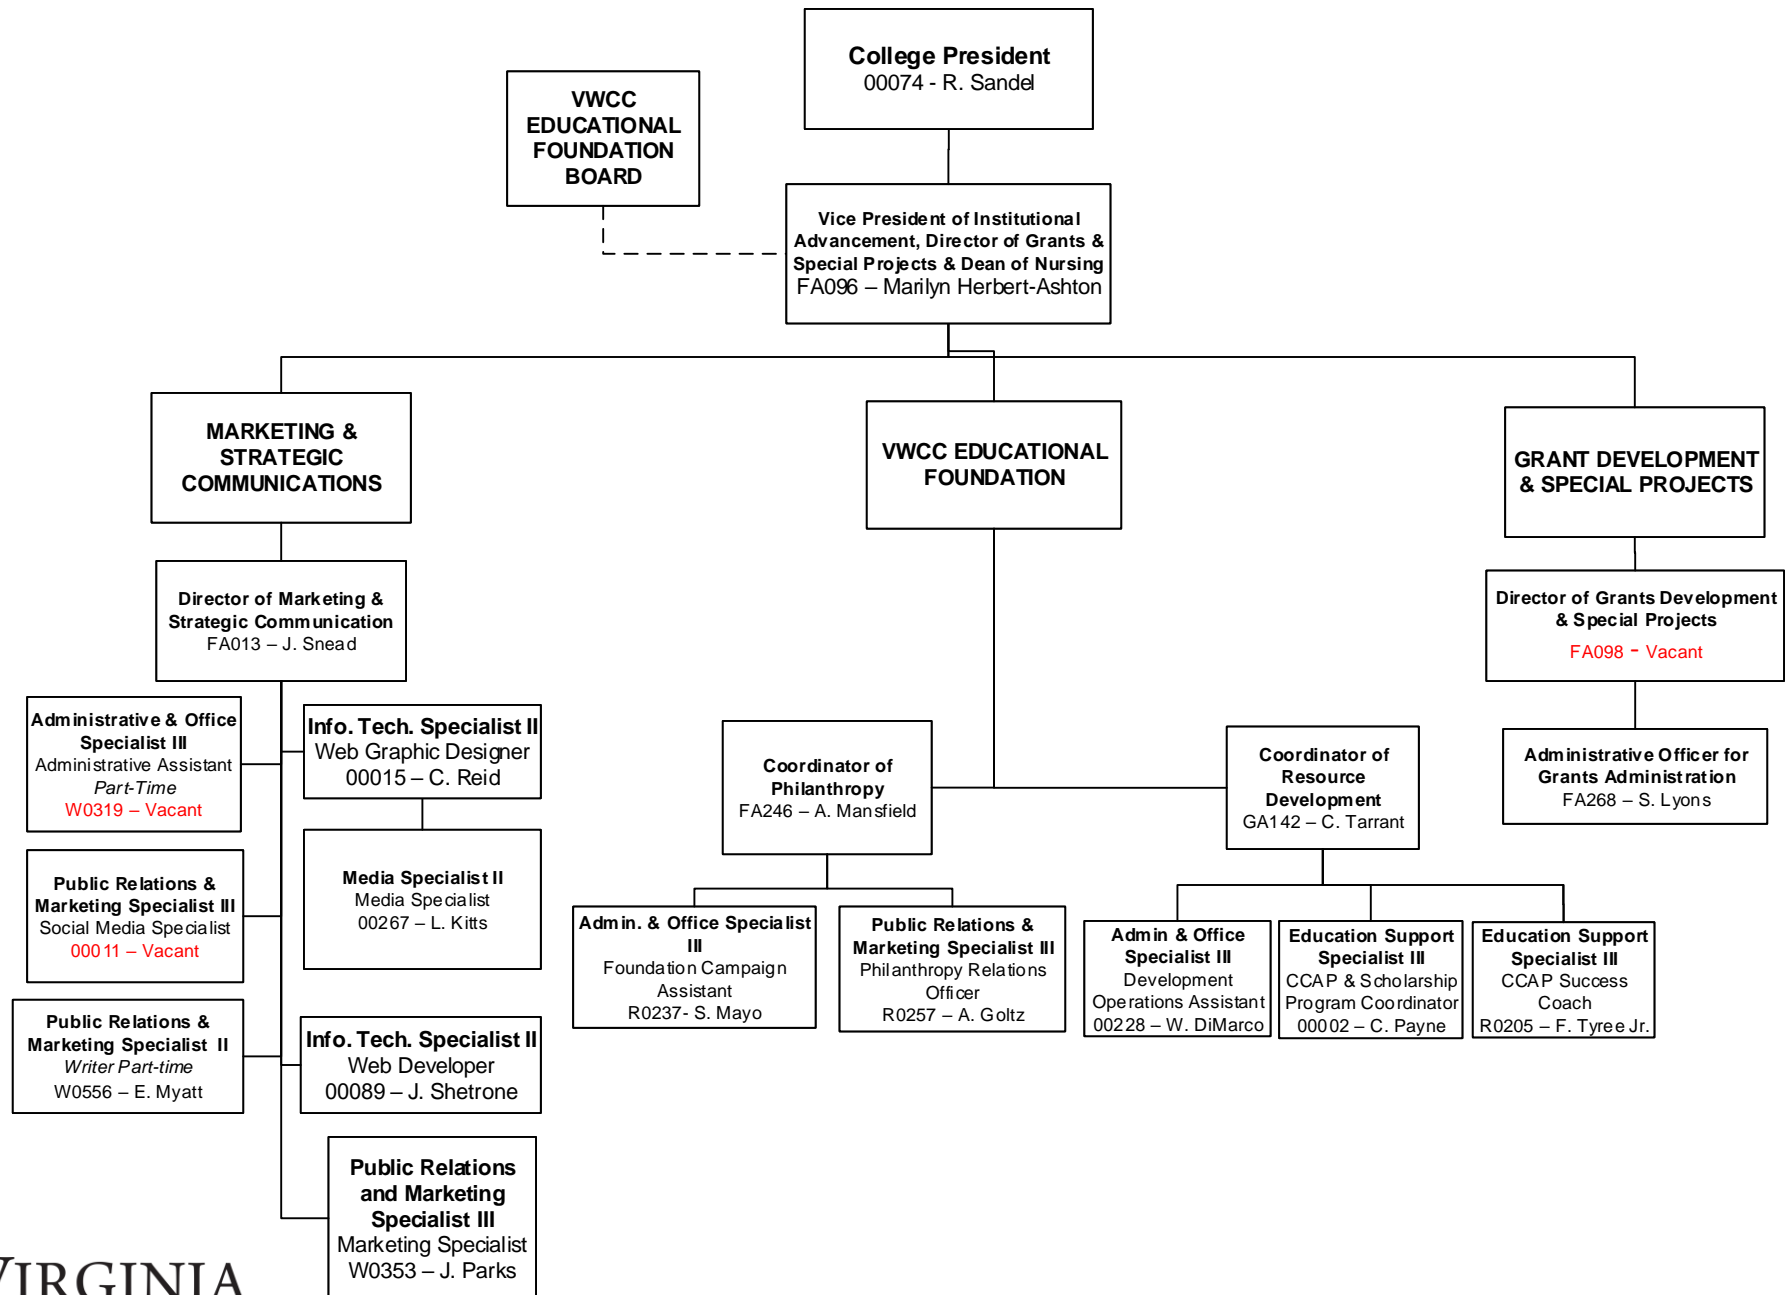 College President
00074 - R. Sandel
VWCC
EDUCATIONAL
FOUNDATION
BOARD
Vice President of Institutional
Advancement, Director of Grants &
Special Projects & Dean of Nursing
FA096 – Marilyn Herbert-Ashton
MARKETING &
STRATEGIC
COMMUNICATIONS
VWCC EDUCATIONAL
FOUNDATION
GRANT DEVELOPMENT
& SPECIAL PROJECTS
Director of Marketing &
Strategic Communication
FA013 – J. Snead
Director of Grants Development
& Special Projects
FA098 - Vacant
Administrative & Office
Specialist III
Administrative Assistant
Part-Time
W0319 – Vacant
Info. Tech. Specialist II
Web Graphic Designer
00015 – C. Reid
Coordinator of
Philanthropy
FA246 – A. Mansfield
Coordinator of
Resource
Development
GA142 – C. Tarrant
Administrative Officer for
Grants Administration
FA268 – S. Lyons
Public Relations &
Marketing Specialist III
Social Media Specialist
00011 – Vacant
Media Specialist II
Media Specialist
00267 – L. Kitts
Admin. & Office Specialist
III
Foundation Campaign
Assistant
R0237- S. Mayo
Public Relations &
Marketing Specialist III
Philanthropy Relations
Officer
R0257 – A. Goltz
Admin & Office
Specialist III
Development
Operations Assistant
00228 – W. DiMarco
Education Support
Specialist III
CCAP & Scholarship
Program Coordinator
00002 – C. Payne
Education Support
Specialist III
CCAP Success
Coach
R0205 – F. Tyree Jr.
Public Relations &
Marketing Specialist II
Writer Part-time
W0556 – E. Myatt
Info. Tech. Specialist II
Web Developer
00089 – J. Shetrone
Public Relations
and Marketing
Specialist III
Marketing Specialist
W0353 – J. Parks
VIRGINIA